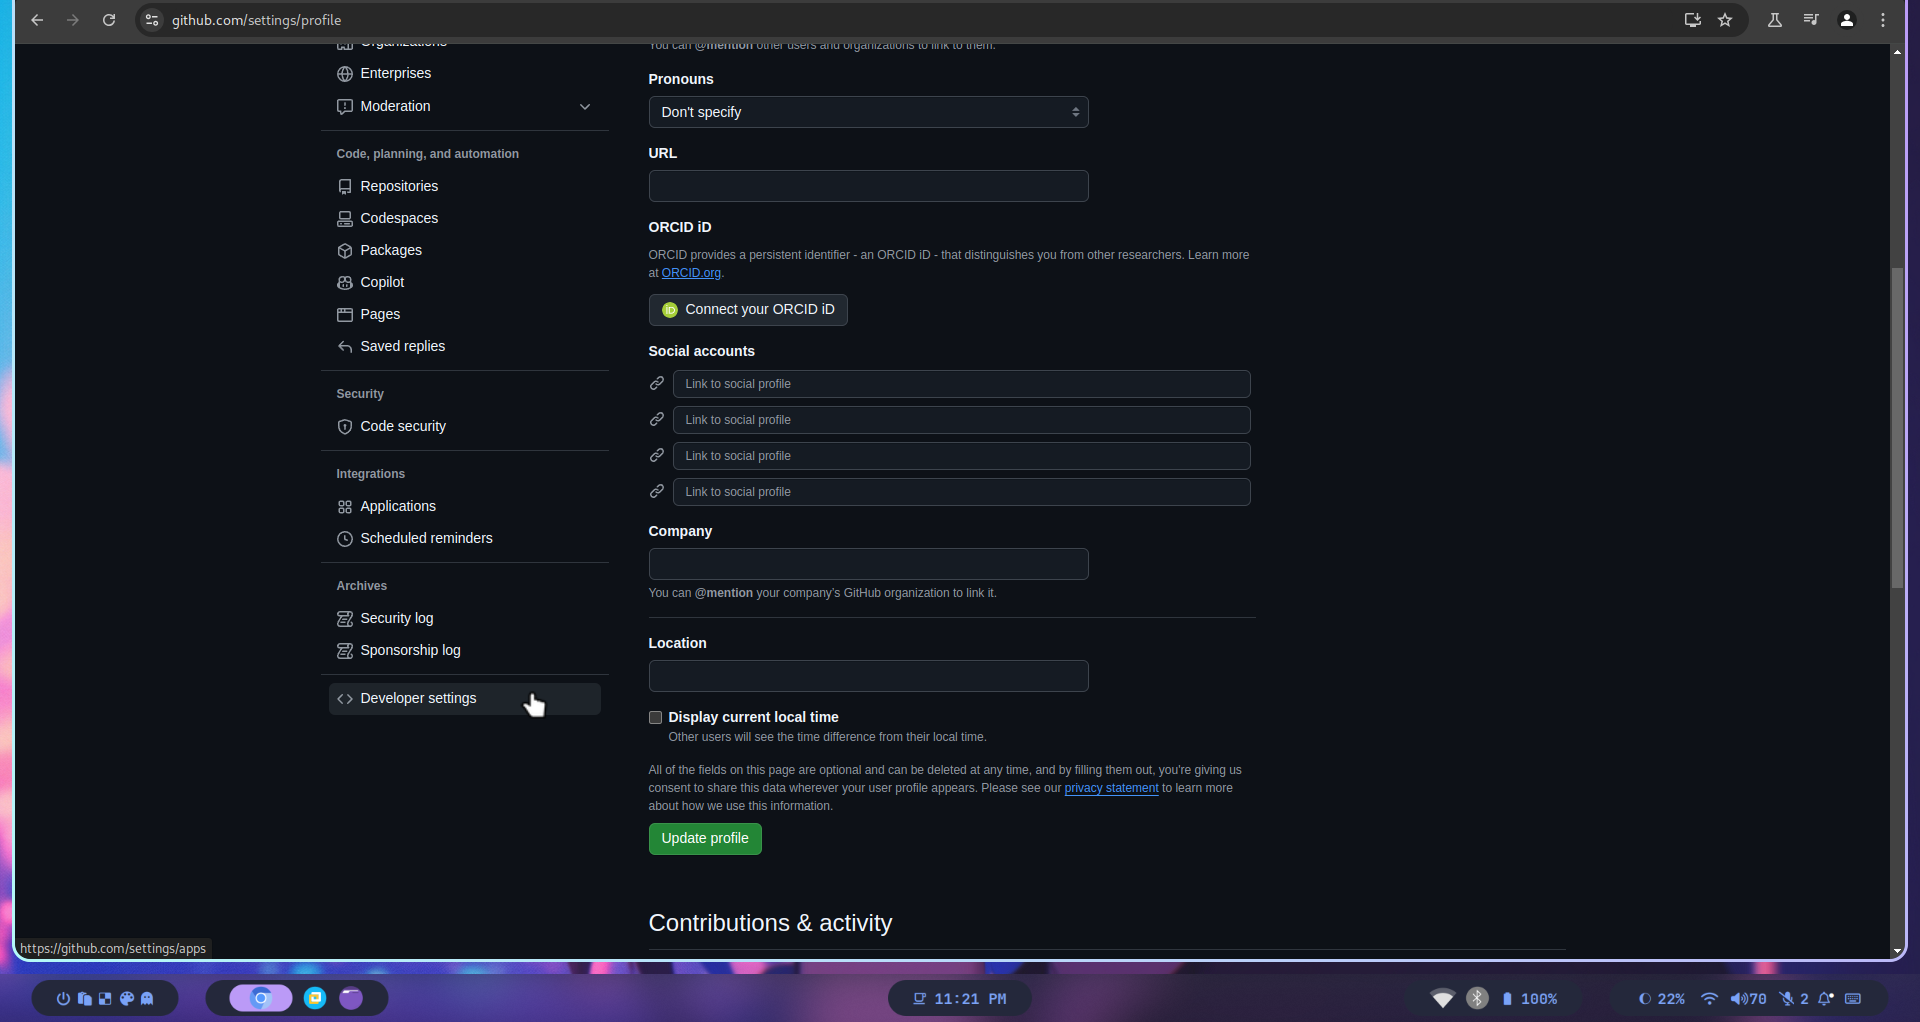 github.com/settings/profile
Organizations
Enterprises
Moderation
Code, planning, and automation
Repositories
Codespaces
Packages
Copilot
Pages
Saved replies
Security
Code security
Integrations
Applications
Scheduled reminders
Archives
Security log
Sponsorship log
Developer settings
You can @mention other users and organizations to link to them.
Pronouns
Don't specify
URL
ORCID iD
ORCID provides a persistent identifier - an ORCID iD - that distinguishes you from other researchers. Learn more
at ORCID.org.
iD Connect your ORCID iD
Social accounts
Link to social profile
Link to social profile
Link to social profile
Link to social profile
Company
You can @mention your company's GitHub organization to link it.
Location
Display current local time
Other users will see the time difference from their local time.
All of the fields on this page are optional and can be deleted at any time, and by filling them out, you're giving us
consent to share this data wherever your user profile appears. Please see our privacy statement to learn more
about how we use this information.
Update profile
Contributions & activity
https://github.com/settings/apps
11:21 PM
100%
22%
70
2